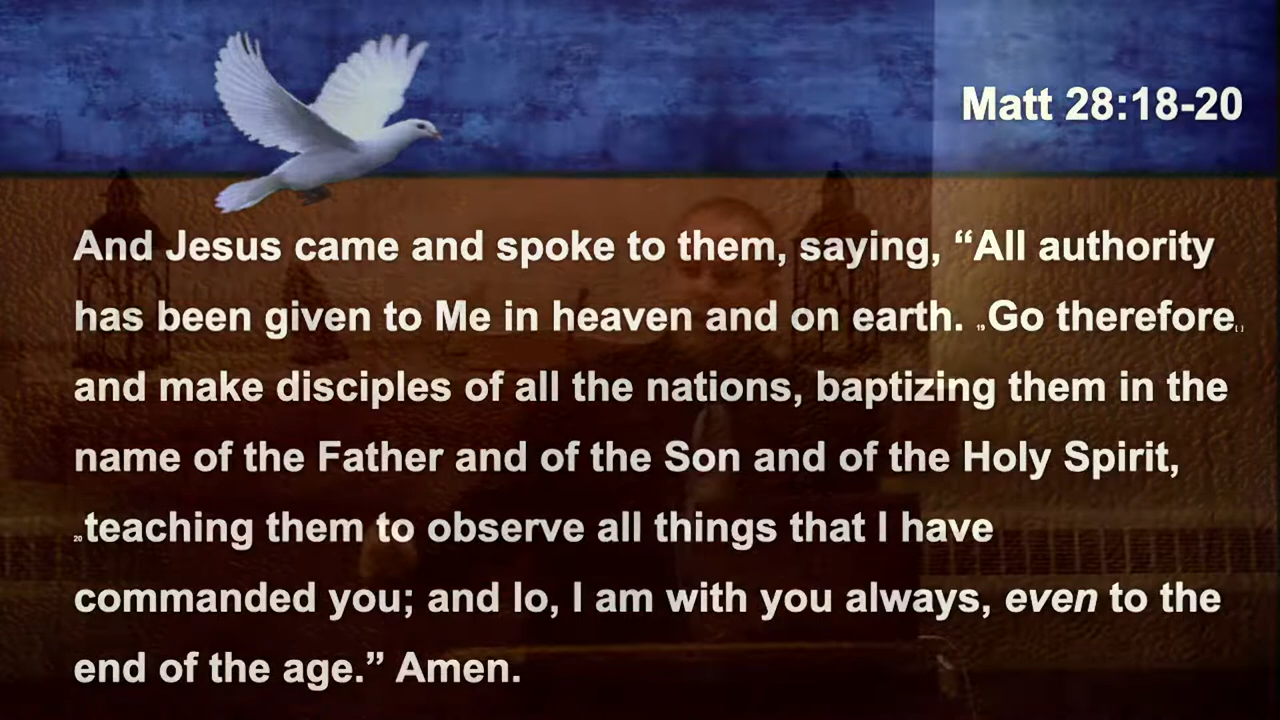 Matt 28:18-20
And Jesus came and spoke to them, saying, “All authority
has been given to Me in heaven and on earth. 19 Go therefore[ ]
and make disciples of all the nations, baptizing them in the
name of the Father and of the Son and of the Holy Spirit,
20 teaching them to observe all things that I have
commanded you; and lo, I am with you always, even to the
end of the age.” Amen.